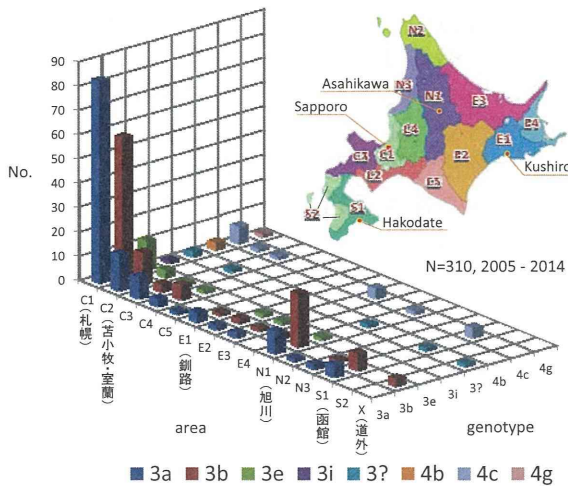 90
80
70
60
50
40
30
20
10
0
No.
C1
(札幌)
C2
(苫小牧・室蘭)
C3
C4
C5
E1
(釧路)
E2
E3
E4
N1
(旭川)
N2
N3
S1
(函館)
S2
X
(道外)
area
3a
3b
3e
3i
3?
4b
4c
4g
genotype
N2
Asahikawa
N3
N1
E3
Sapporo
L4
E4
E1
C3
C1
E2
Kushiro
C5
S1
S2
Hakodate
N=310, 2005 - 2014
3a 3b 3e 3i 3? 4b 4c 4g